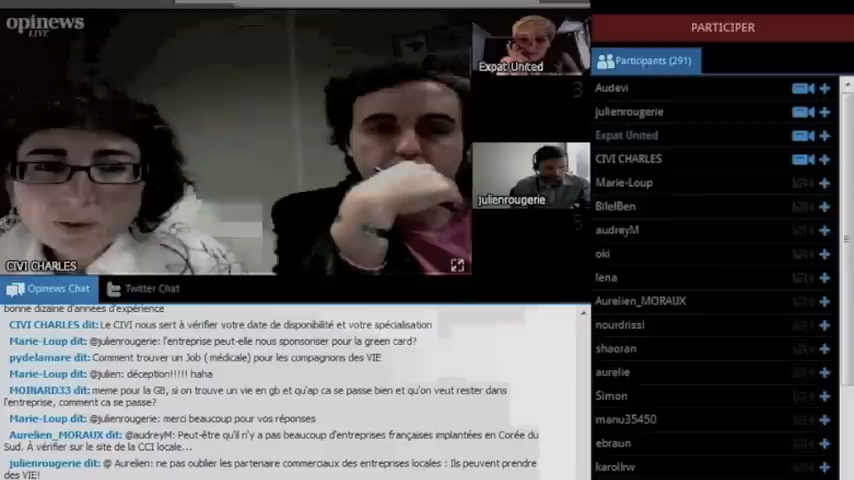 opinews
LIVE
Expat United
3
julienrougerie
5
CIVI CHARLES
Opinews Chat
Twitter Chat
bonne dizaine d'années d'expérience
CIVI CHARLES dit: Le CIVI nous sert à vérifier votre date de disponibilité et votre spécialisation
Marie-Loup dit: @julienrougerie: l'entreprise peut-elle nous sponsoriser pour la green card?
pydelamare dit: Comment trouver un Job ( médicale) pour les compagnons des VIE
Marie-Loup dit: @julien: déception!!!!! haha
MOINARD33 dit: meme pour la GB, si on trouve un vie en gb et qu'ap ca se passe bien et qu'on veut rester dans
l'entreprise, comment ca se passe?
Marie-Loup dit: @julienrougerie: merci beaucoup pour vos réponses
Aurelien_MORAUX dit: @audreyM: Peut-être qu'il n'y a pas beaucoup d'entreprises françaises implantées en Corée du
Sud. À vérifier sur le site de la CCI locale...
julienrougerie dit: @ Aurelien: ne pas oublier les partenaire commerciaux des entreprises locales : Ils peuvent prendre
des VIE!
PARTICIPER
Participants (291)
Audevi
julienrougerie
Expat United
CIVI CHARLES
Marie-Loup
BilelBen
audreyM
oki
lena
Aurelien_MORAUX
nourdrissi
shaoran
aurelie
Simon
manu35450
ebraun
karollrw